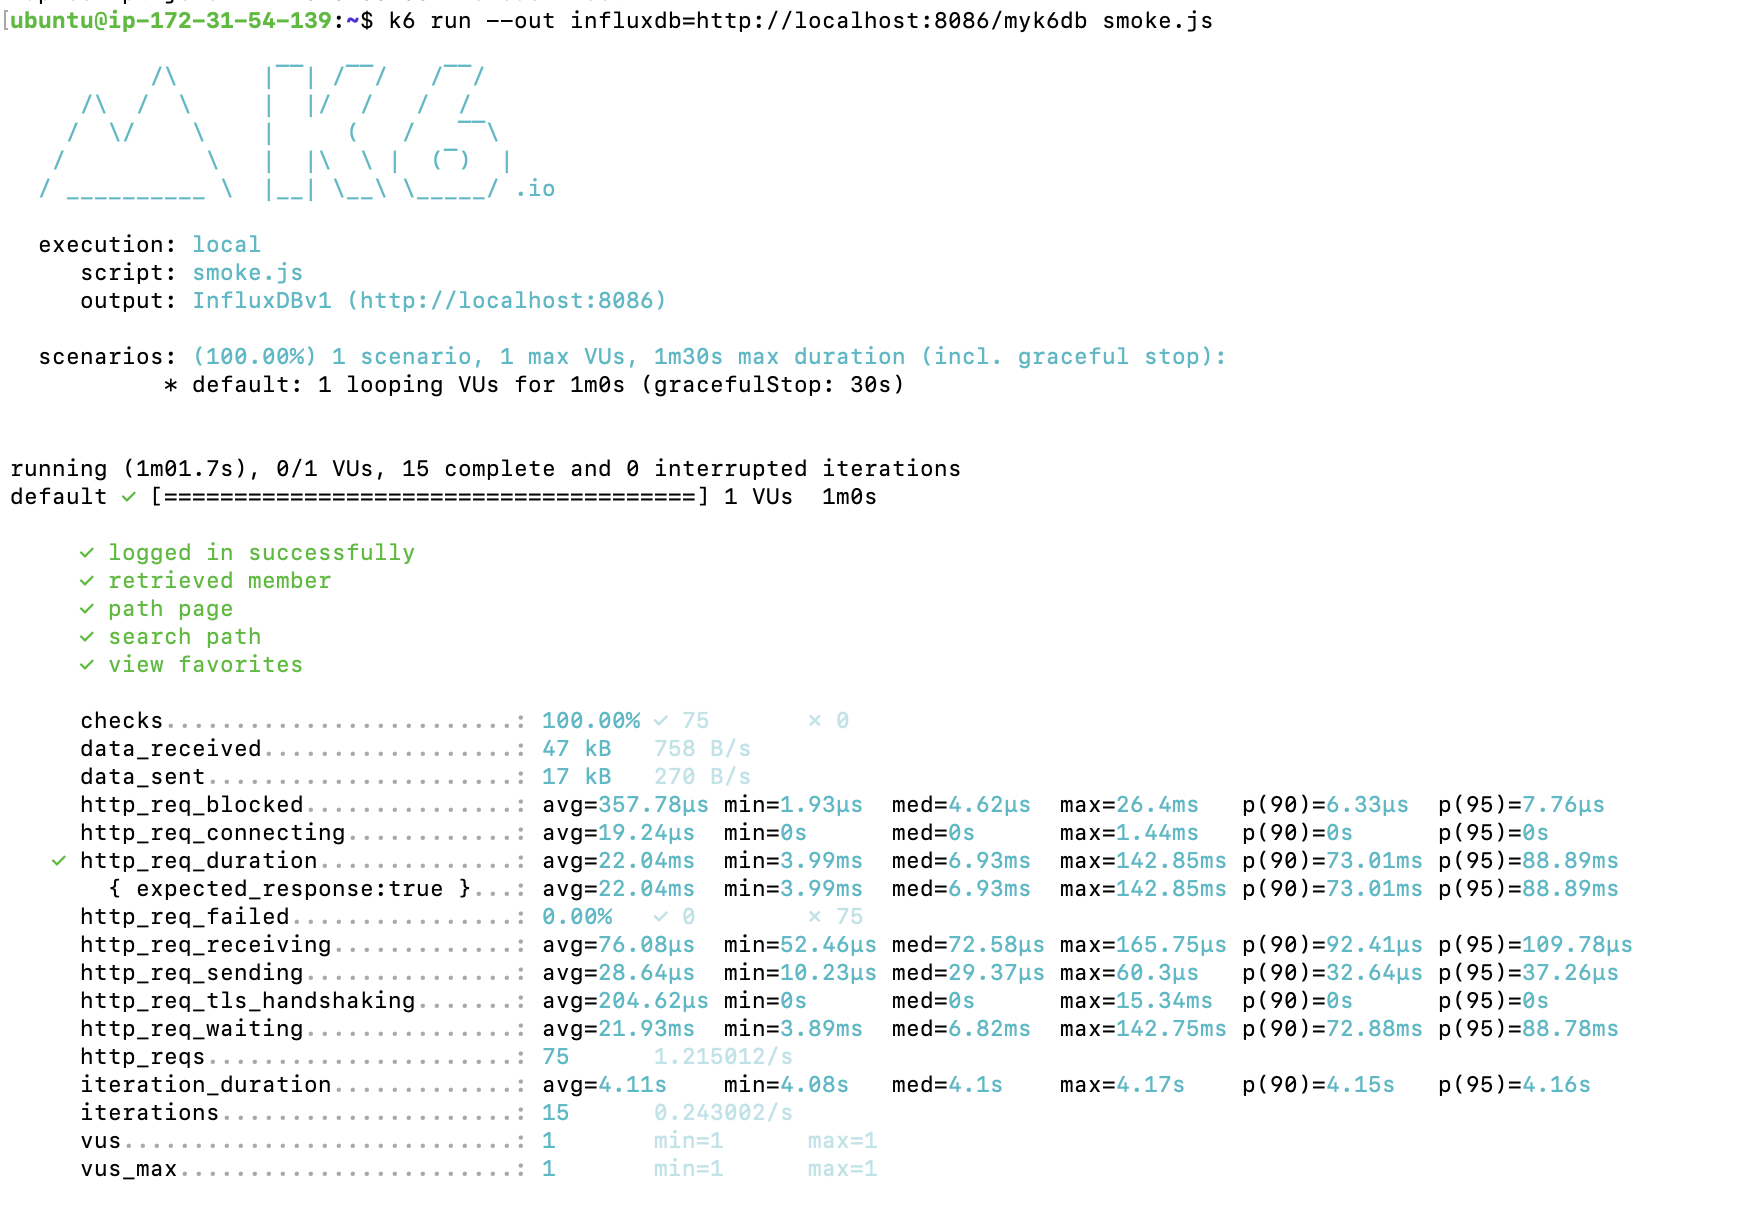 [ubuntu@ip-172-31-54-139:~$ k6 run --out influxdb=http://localhost:8086/myk6db smoke.js
          /\      |‾‾| /‾‾/   /‾‾/
     /\  /  \     |  |/  /   /  /
    /  \/    \    |     (   /   ‾‾\
   /          \   |  |\  \ |  (‾)  |
  / __________ \  |__| \__\ \_____/ .io
  execution: local
     script: smoke.js
     output: InfluxDBv1 (http://localhost:8086)
  scenarios: (100.00%) 1 scenario, 1 max VUs, 1m30s max duration (incl. graceful stop):
           * default: 1 looping VUs for 1m0s (gracefulStop: 30s)
running (1m01.7s), 0/1 VUs, 15 complete and 0 interrupted iterations
default ✓ [======================================] 1 VUs  1m0s
     ✓ logged in successfully
     ✓ retrieved member
     ✓ path page
     ✓ search path
     ✓ view favorites
     checks.........................: 100.00% ✓ 75       ✗ 0
     data_received..................: 47 kB   758 B/s
     data_sent......................: 17 kB   270 B/s
     http_req_blocked...............: avg=357.78µs min=1.93µs  med=4.62µs  max=26.4ms   p(90)=6.33µs  p(95)=7.76µs
     http_req_connecting............: avg=19.24µs  min=0s      med=0s      max=1.44ms   p(90)=0s      p(95)=0s
   ✓ http_req_duration..............: avg=22.04ms  min=3.99ms  med=6.93ms  max=142.85ms p(90)=73.01ms p(95)=88.89ms
       { expected_response:true }...: avg=22.04ms  min=3.99ms  med=6.93ms  max=142.85ms p(90)=73.01ms p(95)=88.89ms
     http_req_failed................: 0.00%   ✓ 0        ✗ 75
     http_req_receiving.............: avg=76.08µs  min=52.46µs med=72.58µs max=165.75µs p(90)=92.41µs p(95)=109.78µs
     http_req_sending...............: avg=28.64µs  min=10.23µs med=29.37µs max=60.3µs   p(90)=32.64µs p(95)=37.26µs
     http_req_tls_handshaking.......: avg=204.62µs min=0s      med=0s      max=15.34ms  p(90)=0s      p(95)=0s
     http_req_waiting...............: avg=21.93ms  min=3.89ms  med=6.82ms  max=142.75ms p(90)=72.88ms p(95)=88.78ms
     http_reqs......................: 75      1.215012/s
     iteration_duration.............: avg=4.11s    min=4.08s   med=4.1s    max=4.17s    p(90)=4.15s   p(95)=4.16s
     iterations.....................: 15      0.243002/s
     vus............................: 1       min=1      max=1
     vus_max........................: 1       min=1      max=1